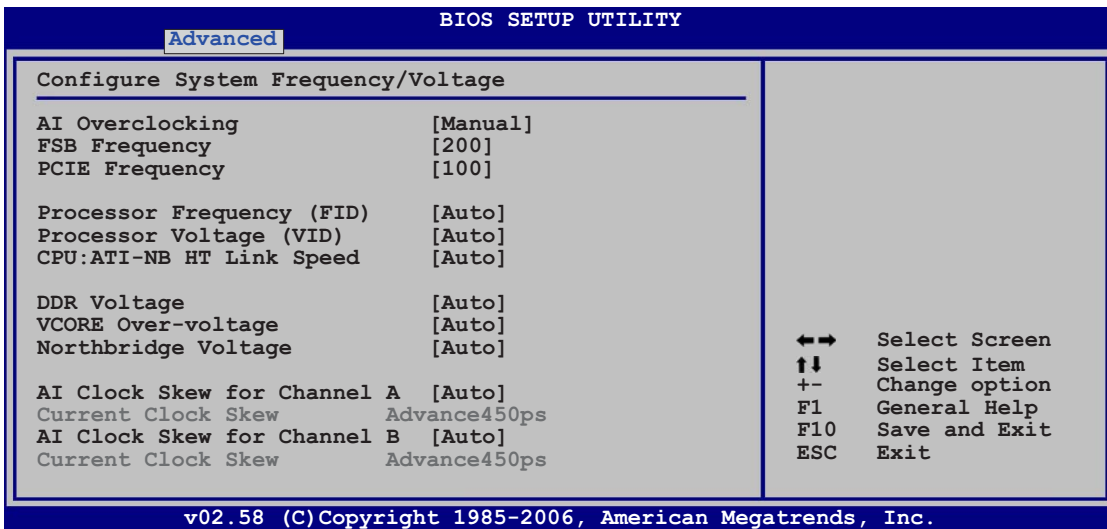 BIOS SETUP UTILITY
Advanced
Configure System Frequency/Voltage
AI Overclocking [Manual]
FSB Frequency [200]
PCIE Frequency [100]
Processor Frequency (FID) [Auto]
Processor Voltage (VID) [Auto]
CPU:ATI-NB HT Link Speed [Auto]
DDR Voltage [Auto]
VCORE Over-voltage [Auto]
Northbridge Voltage [Auto]
AI Clock Skew for Channel A [Auto]
Current Clock Skew Advance450ps
AI Clock Skew for Channel B [Auto]
Current Clock Skew Advance450ps
←→ Select Screen
↑↓ Select Item
+- Change option
F1 General Help
F10 Save and Exit
ESC Exit
v02.58 (C)Copyright 1985-2006, American Megatrends, Inc.